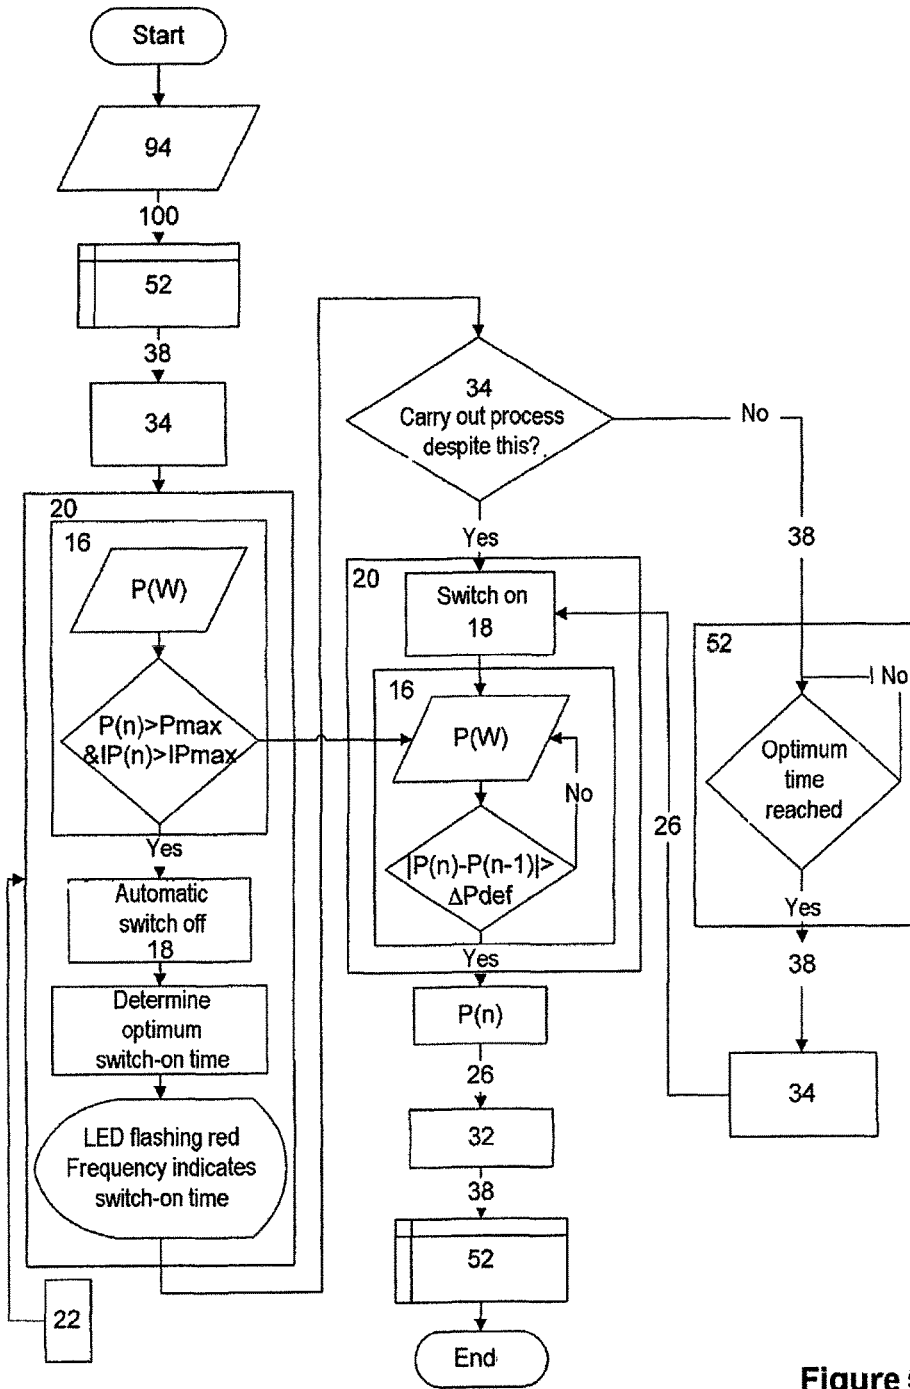 Start
94
100
52
38
34
20
16
P(W)
P(n)>Pmax
&IP(n)>IPmax
Yes
Automatic
switch off
18
Determine
optimum
switch-on time
LED flashing red
Frequency indicates
switch-on time
22
34
Carry out process
despite this?
No
Yes
20
Switch on
18
16
P(W)
No
|P(n)-P(n-1)|>
ΔPdef
Yes
P(n)
26
32
38
52
End
26
38
52
No
Optimum
time
reached
Yes
38
34
Figure